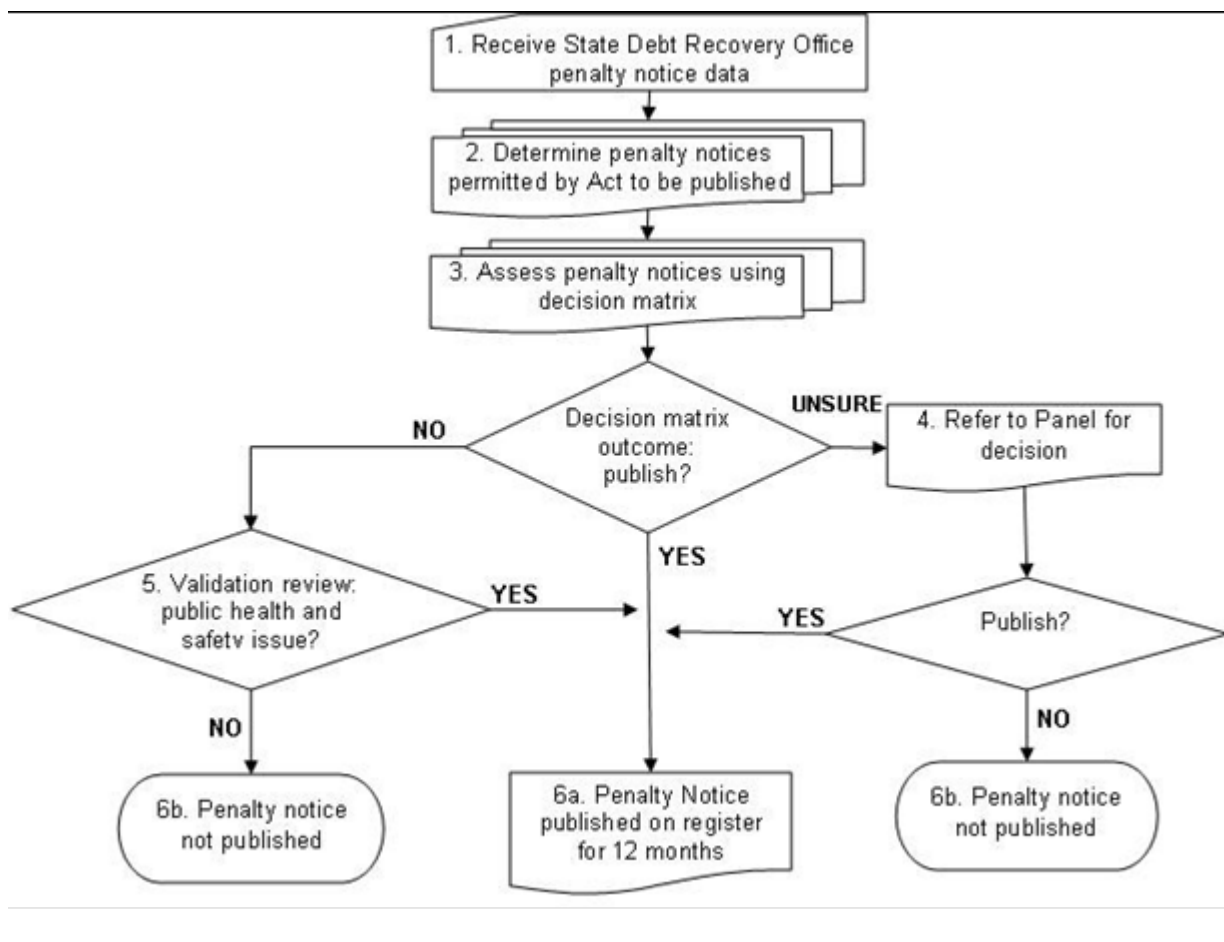 1. Receive State Debt Recovery Office
penalty notice data
2. Determine penalty notices
permitted by Act to be published
3. Assess penalty notices using
decision matrix
Decision matrix
outcome:
publish?
NO
UNSURE
4. Refer to Panel for
decision
YES
5. Validation review:
public health and
safety issue?
YES
YES
Publish?
NO
NO
6b. Penalty notice
not published
6a. Penalty Notice
published on register
for 12 months
6b. Penalty notice
not published